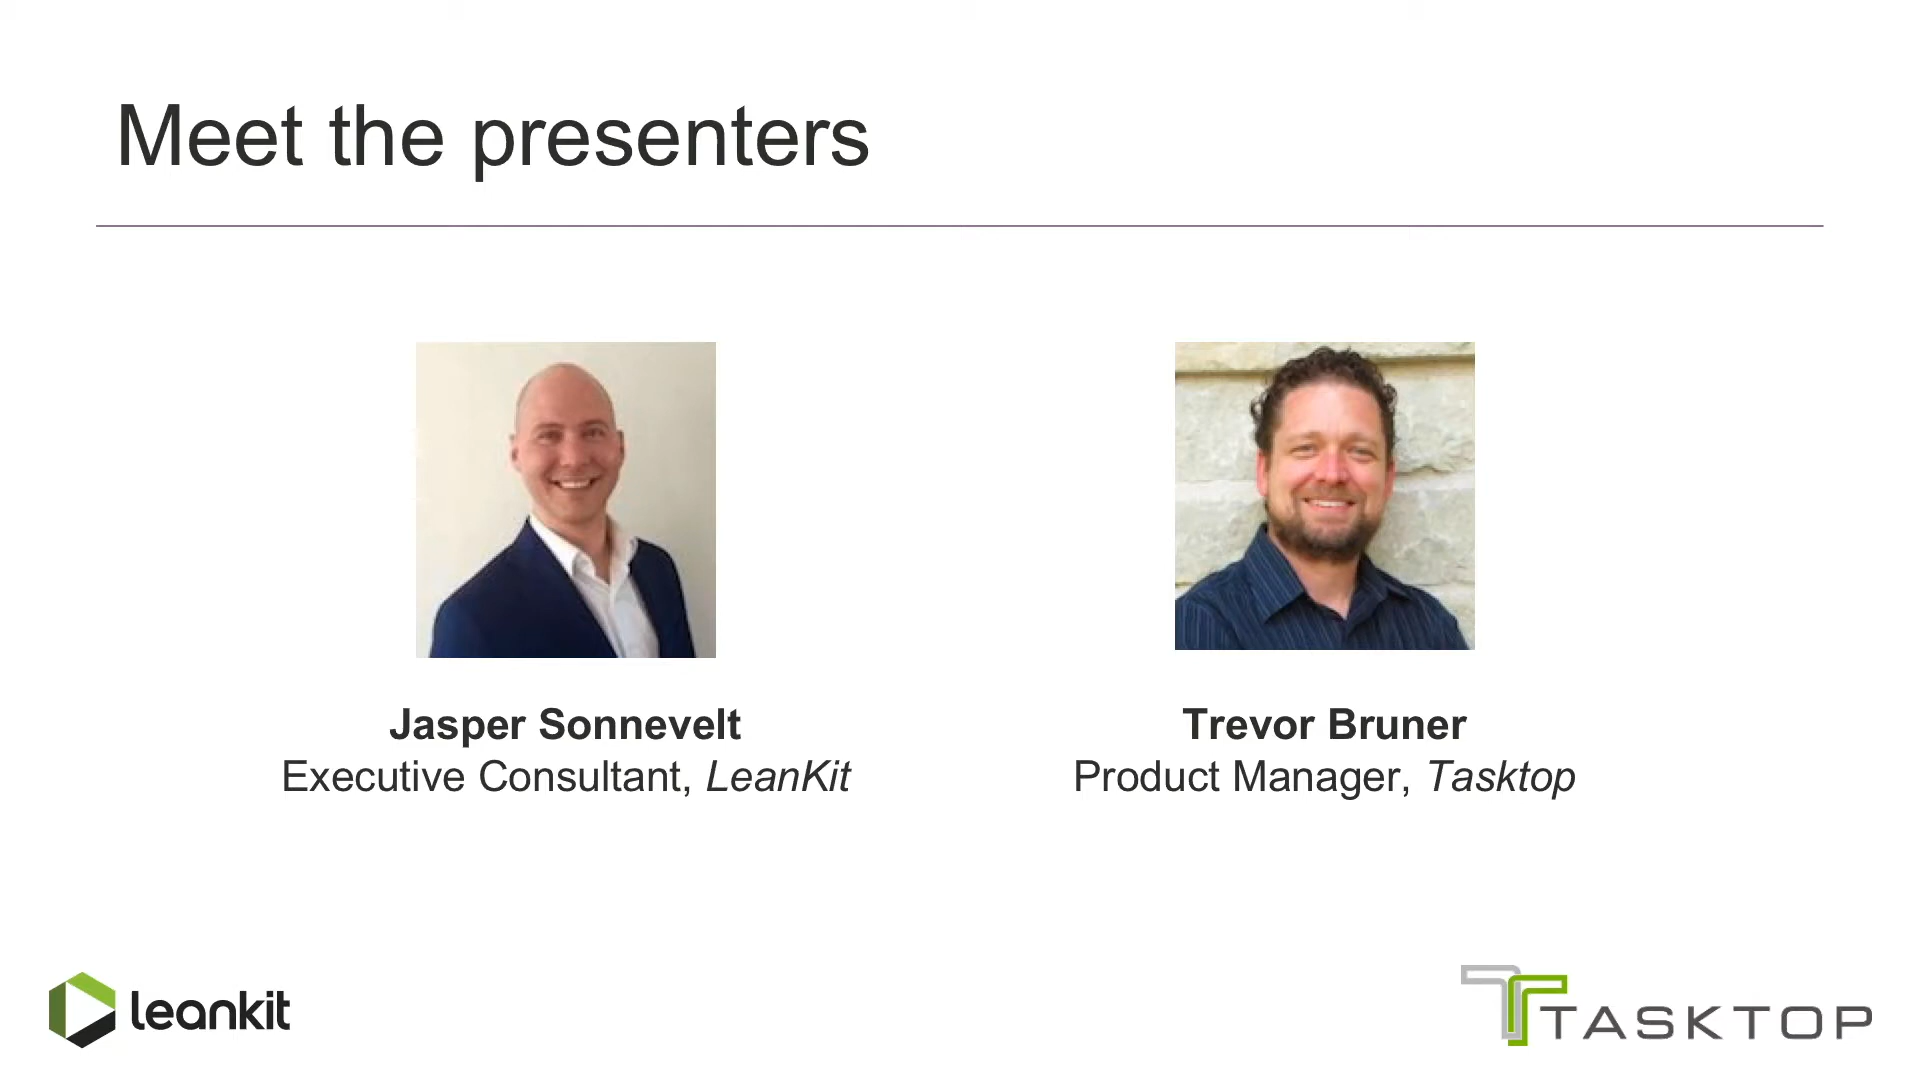 Meet the presenters
Jasper Sonnevelt
Executive Consultant, LeanKit
Trevor Bruner
Product Manager, Tasktop
leankit
TASKTOP